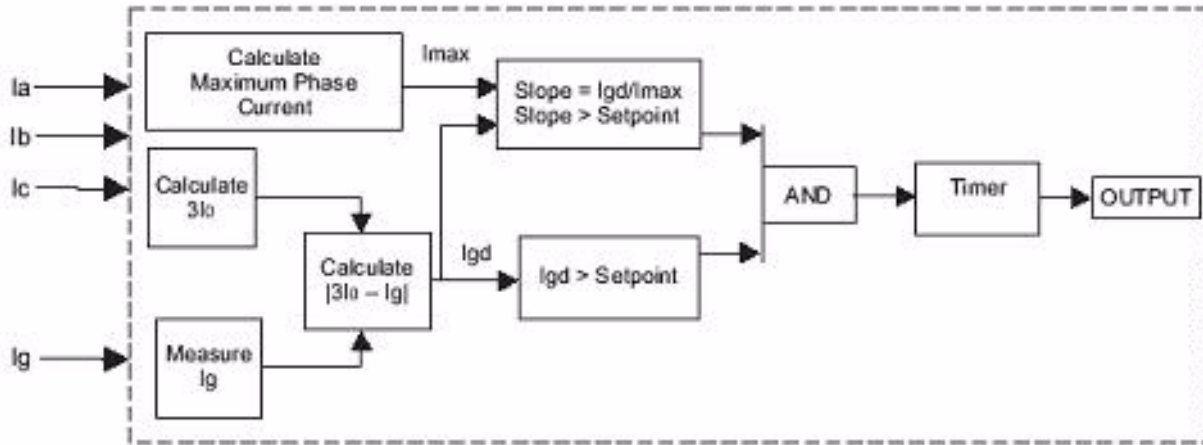 Ia
Ib
Ic
Ig
Calculate
Maximum Phase
Current
Imax
Slope = Igd/Imax
Slope > Setpoint
Calculate
3I0
Calculate
|3I0 – Ig|
Igd
Igd > Setpoint
Measure
Ig
AND
Timer
OUTPUT